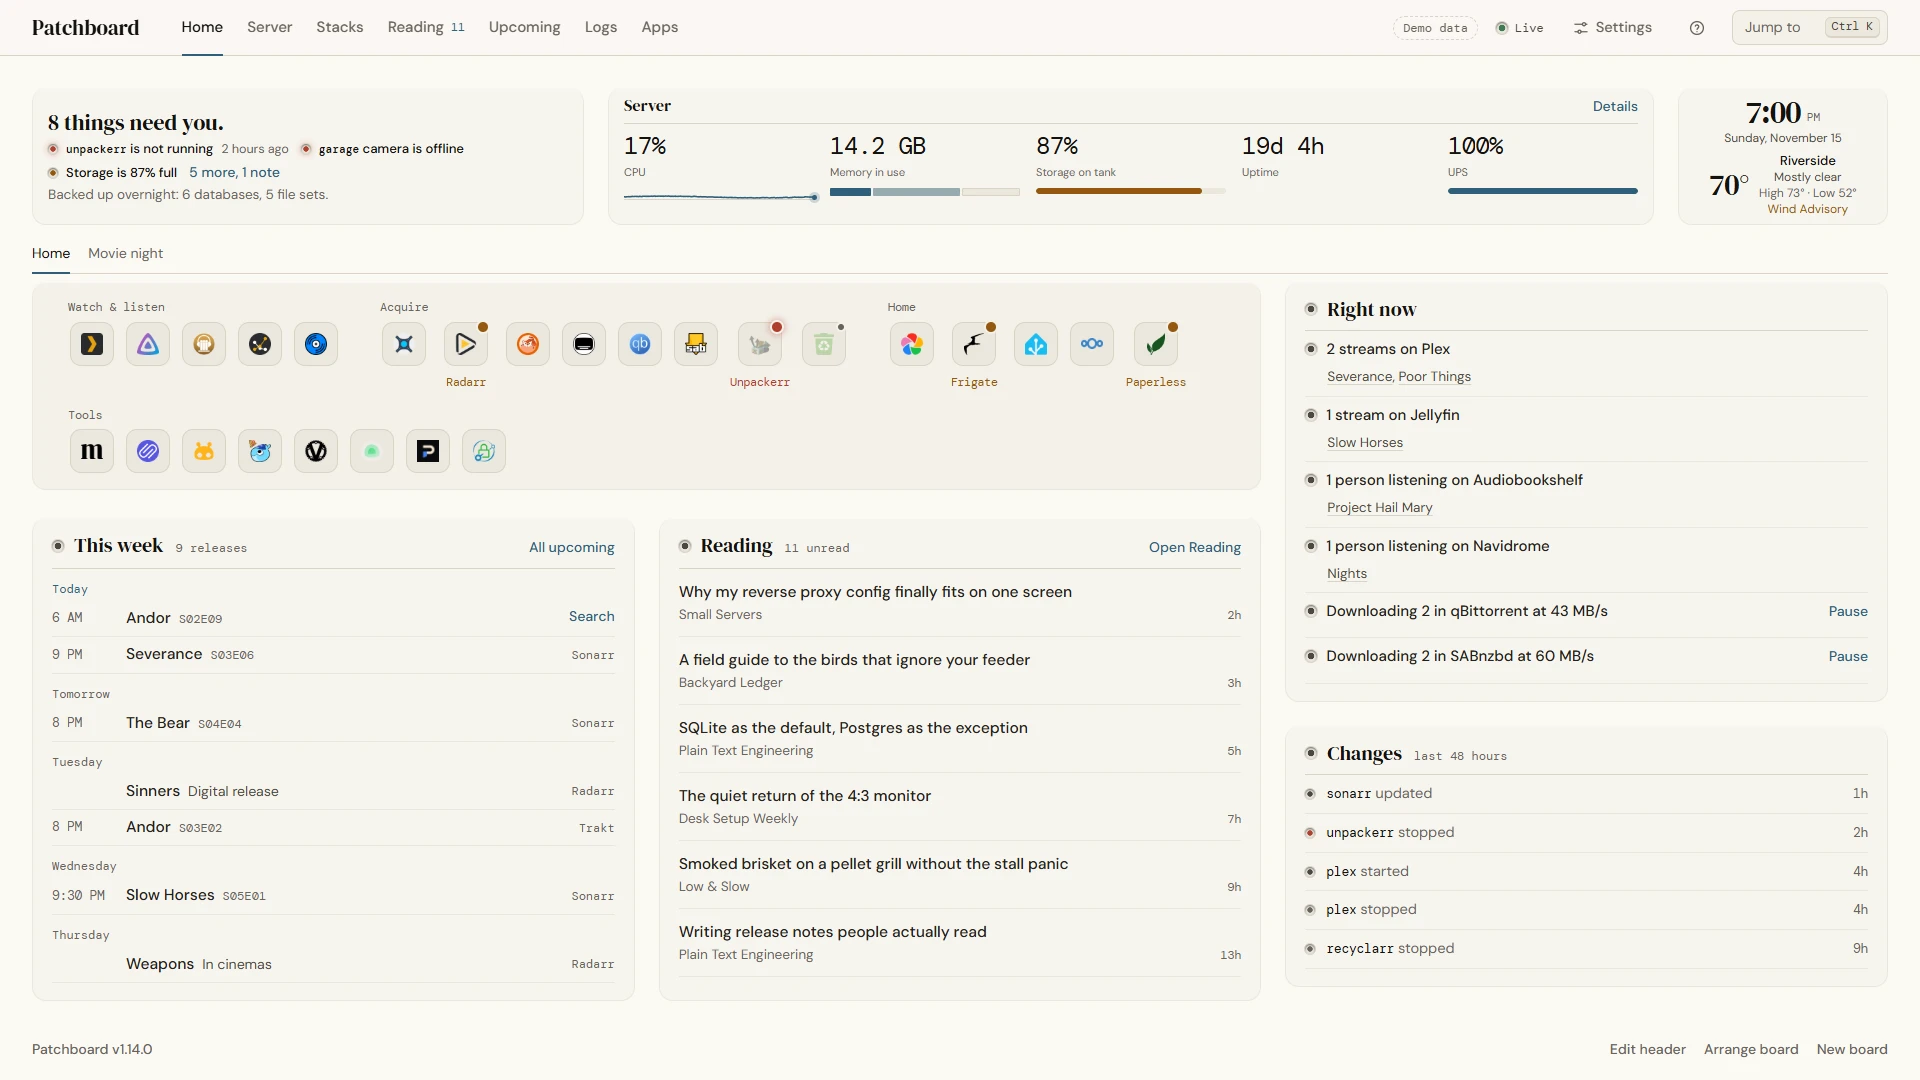 Patchboard
Home Server Stacks Reading 11 Upcoming Logs Apps
Demo data Live Settings Jump to Ctrl K
8 things need you.
unpackerr is not running 2 hours ago garage camera is offline
Storage is 87% full 5 more, 1 note
Backed up overnight: 6 databases, 5 file sets.
Server Details
17% 14.2 GB 87% 19d 4h 100%
CPU Memory in use Storage on tank Uptime UPS
7:00 PM
Sunday, November 15
Riverside
70° Mostly clear
High 73° · Low 52°
Wind Advisory
Home Movie night
Watch & listen Acquire Home
qb
Radarr Unpackerr Frigate Paperless
Tools
m
This week 9 releases All upcoming
Today
6 AM Andor S02E09 Search
9 PM Severance S03E06 Sonarr
Tomorrow
8 PM The Bear S04E04 Sonarr
Tuesday
Sinners Digital release Radarr
8 PM Andor S03E02 Trakt
Wednesday
9:30 PM Slow Horses S05E01 Sonarr
Thursday
Weapons In cinemas Radarr
Reading 11 unread Open Reading
Why my reverse proxy config finally fits on one screen
Small Servers 2h
A field guide to the birds that ignore your feeder
Backyard Ledger 3h
SQLite as the default, Postgres as the exception
Plain Text Engineering 5h
The quiet return of the 4:3 monitor
Desk Setup Weekly 7h
Smoked brisket on a pellet grill without the stall panic
Low & Slow 9h
Writing release notes people actually read
Plain Text Engineering 13h
Right now
2 streams on Plex
Severance, Poor Things
1 stream on Jellyfin
Slow Horses
1 person listening on Audiobookshelf
Project Hail Mary
1 person listening on Navidrome
Nights
Downloading 2 in qBittorrent at 43 MB/s Pause
Downloading 2 in SABnzbd at 60 MB/s Pause
Changes last 48 hours
sonarr updated 1h
unpackerr stopped 2h
plex started 4h
plex stopped 4h
recyclarr stopped 9h
Patchboard v1.14.0
Edit header Arrange board New board